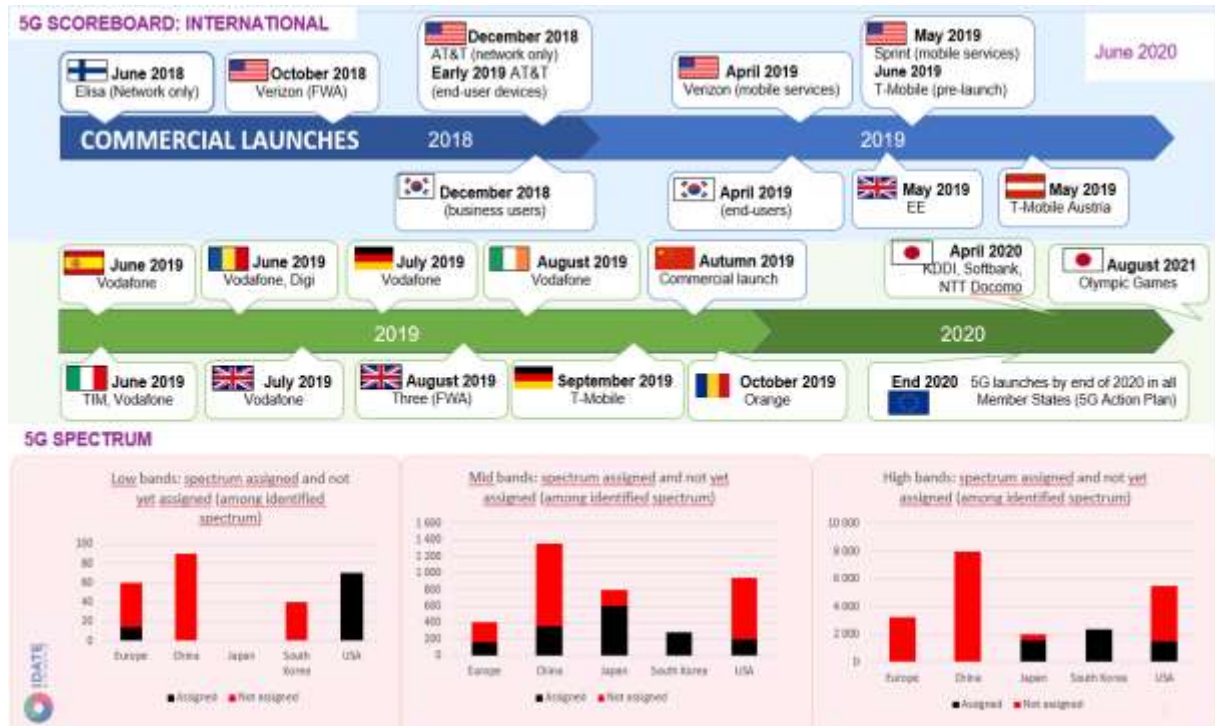 5G SCOREBOARD: INTERNATIONAL
June 2020
June 2018
Elisa (Network only)
October 2018
Verizon (FWA)
December 2018
AT&T (network only)
Early 2019 AT&T
(end-user devices)
April 2019
Verizon (mobile services)
May 2019
Sprint (mobile services)
June 2019
T-Mobile (pre-launch)
COMMERCIAL LAUNCHES
2018
2019
December 2018
(business users)
April 2019
(end-users)
May 2019
EE
May 2019
T-Mobile Austria
June 2019
Vodafone
June 2019
Vodafone, Digi
July 2019
Vodafone
August 2019
Vodafone
Autumn 2019
Commercial launch
April 2020
KDDI, Softbank,
NTT Docomo
August 2021
Olympic Games
2019
2020
June 2019
TIM, Vodafone
July 2019
Vodafone
August 2019
Three (FWA)
September 2019
T-Mobile
October 2019
Orange
End 2020
5G launches by end of 2020 in all
Member States (5G Action Plan)
5G SPECTRUM
Low bands: spectrum assigned and not
yet assigned (among identified
spectrum)
100
80
60
40
20
0
Europe
China
Japan
South
Korea
USA
Assigned
Not assigned
Mid bands: spectrum assigned and not yet
assigned (among identified spectrum)
1 600
1 400
1 200
1 000
800
600
400
200
0
Europe
China
Japan
South Korea
USA
Assigned
Not assigned
High bands: spectrum assigned and not yet
assigned (among identified spectrum)
10 000
8 000
6 000
4 000
2 000
0
Europe
China
Japan
South Korea
USA
Assigned
Not assigned
IDATE